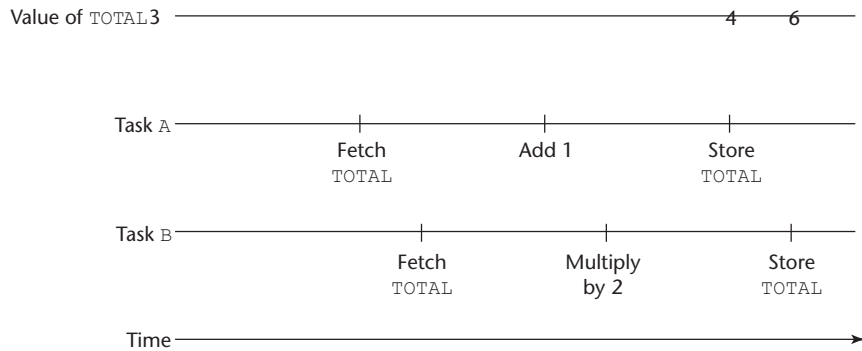 Value of TOTAL 3 4 6
Task A
Fetch TOTAL
Add 1
Store TOTAL
Task B
Fetch TOTAL
Multiply by 2
Store TOTAL
Time